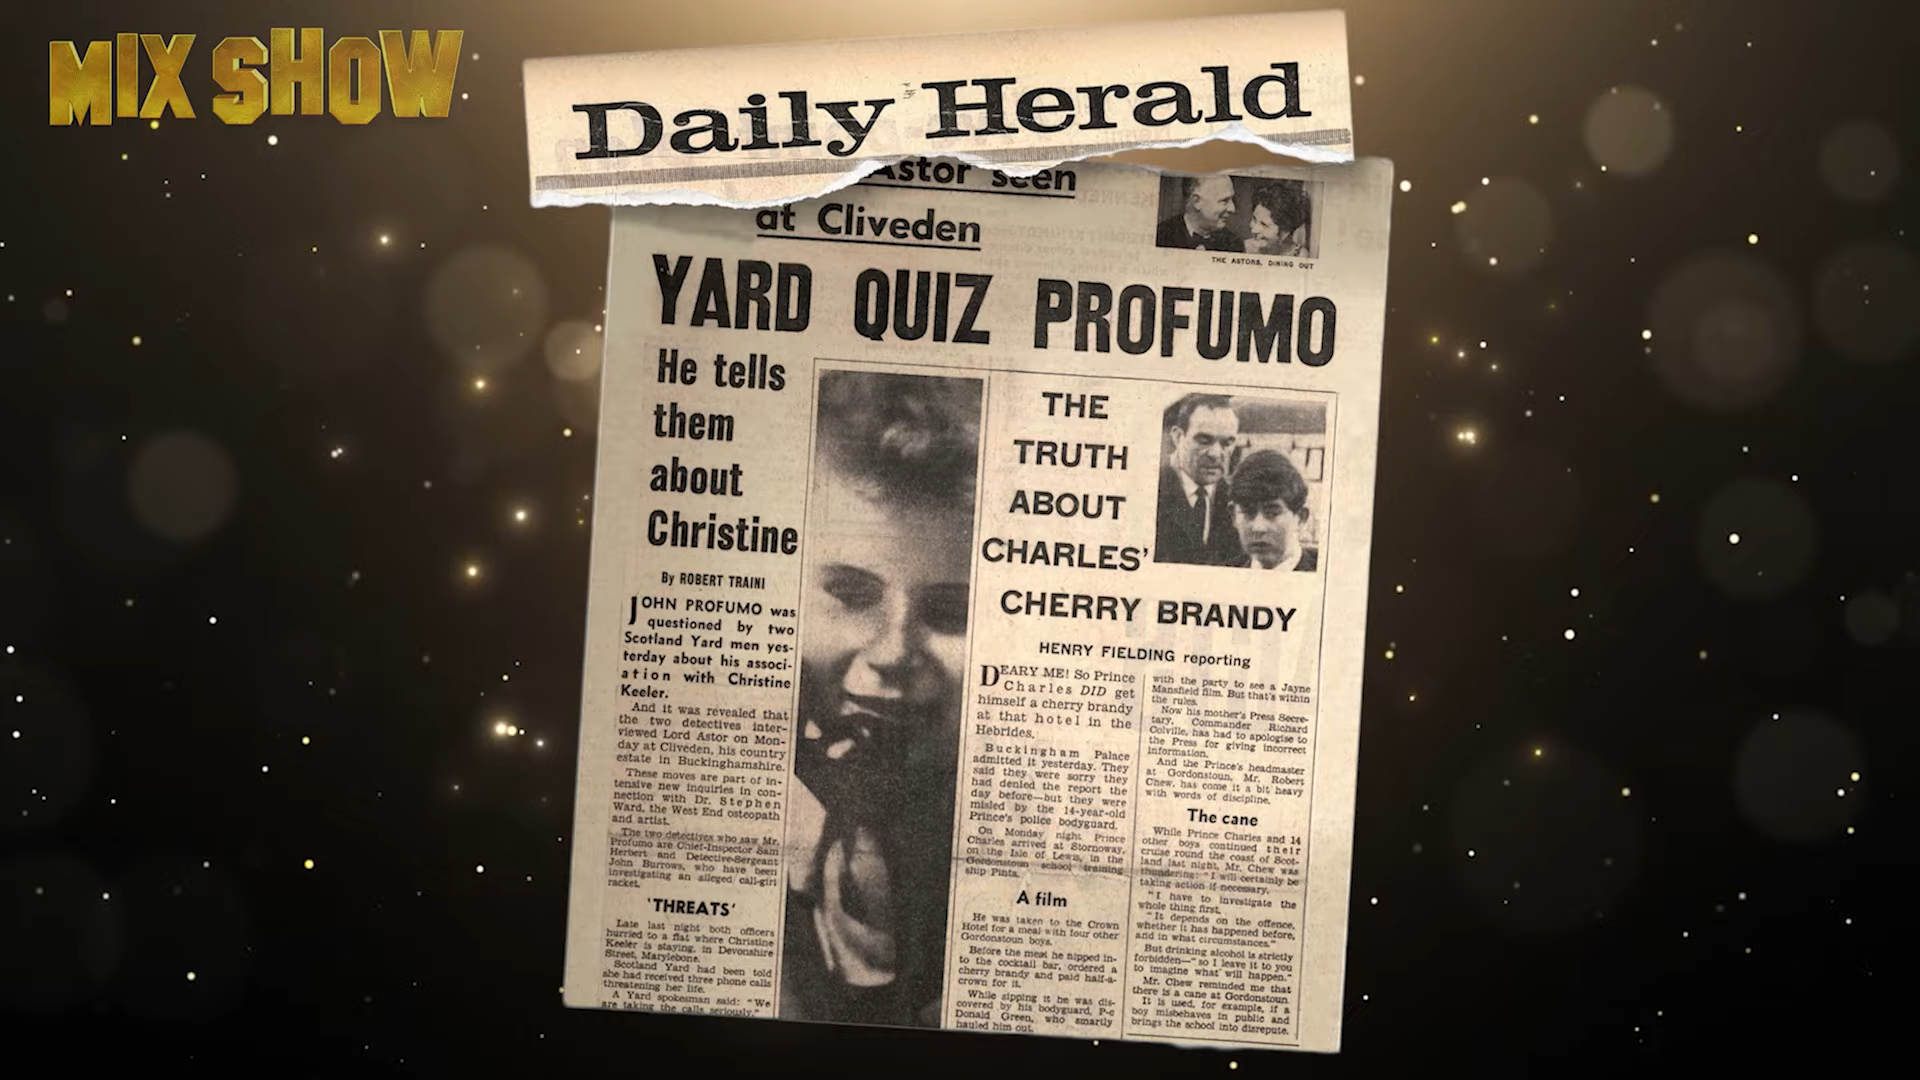 MIX SHOW
Daily Herald
Astor seen
at Cliveden
THE ASTORS, DINING OUT
YARD QUIZ PROFUMO
He tells
them
about
Christine
By ROBERT TRAINI
JOHN PROFUMO was
questioned by two
Scotland Yard men yes-
terday about his associ-
ation with Christine
Keeler.
And it was revealed that
the two detectives inter-
viewed Lord Astor on Mon-
day at Cliveden, his country
estate in Buckinghamshire.
These moves are part of in-
tensive new inquiries in con-
nection with Dr. Stephen
Ward, the West End osteopath
and artist.
The two detectives who saw Mr.
Profumo are Chief-Inspector Sam
Herbert and Detective-Sergeant
John Burrows, who have been
investigating an alleged call-girl
racket.
'THREATS'
Late last night both officers
hurried to a flat where Christine
Keeler is staying, in Devonshire
Street, Marylebone.
Scotland Yard had been told
she had received three phone calls
threatening her life.
A Yard spokesman said: "We
are taking the calls seriously."
THE
TRUTH
ABOUT
CHARLES'
CHERRY BRANDY
HENRY FIELDING reporting
DEARY ME! So Prince
Charles DID get
himself a cherry brandy
at that hotel in the
Hebrides.
Buckingham Palace
admitted it yesterday. They
said they were sorry they
had denied the report the
day before—but they were
misled by the 14-year-old
Prince's police bodyguard.
On Monday night Prince
Charles arrived at Stornoway,
on the Isle of Lewis, in the
Gordonstoun school training
ship Pinta.
A film
He was taken to the Crown
Hotel for a meal with four other
Gordonstoun boys.
Before the meal he nipped in-
to the cocktail bar, ordered a
cherry brandy and paid half-a-
crown for it.
While sipping it he was dis-
covered by his bodyguard, P-c
Donald Green, who smartly
hauled him out.
with the party to see a Jayne
Mansfield film. But that's within
the rules.
Now his mother's Press Secre-
tary, Commander Richard
Colville, has had to apologise to
the Press for giving incorrect
information.
And the Prince's headmaster
at Gordonstoun, Mr. Robert
Chew, has come it a bit heavy
with words of discipline.
The cane
While Prince Charles and 14
other boys continued their
cruise round the coast of Scot-
land last night, Mr. Chew was
thundering: "I will certainly be
taking action if necessary.
"I have to investigate the
whole thing first.
"It depends on the offence,
whether it has happened before,
and in what circumstances."
But drinking alcohol is strictly
forbidden—"so I leave it to you
to imagine what will happen."
Mr. Chew reminded me that
there is a cane at Gordonstoun.
It is used, for example, if a
boy misbehaves in public and
brings the school into disrepute.